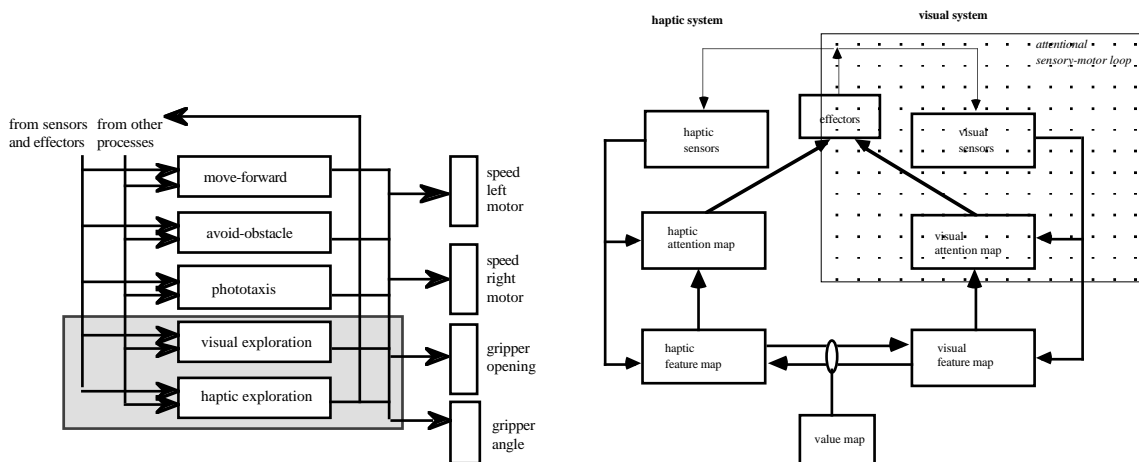 from sensors
and effectors
from other
processes
move-forward
avoid-obstacle
phototaxis
visual exploration
haptic exploration
speed
left
motor
speed
right
motor
gripper
opening
gripper
angle
haptic system
visual system
attentional
sensory-motor loop
haptic
sensors
effectors
visual
sensors
haptic
attention map
visual
attention map
haptic
feature map
visual
feature map
value map